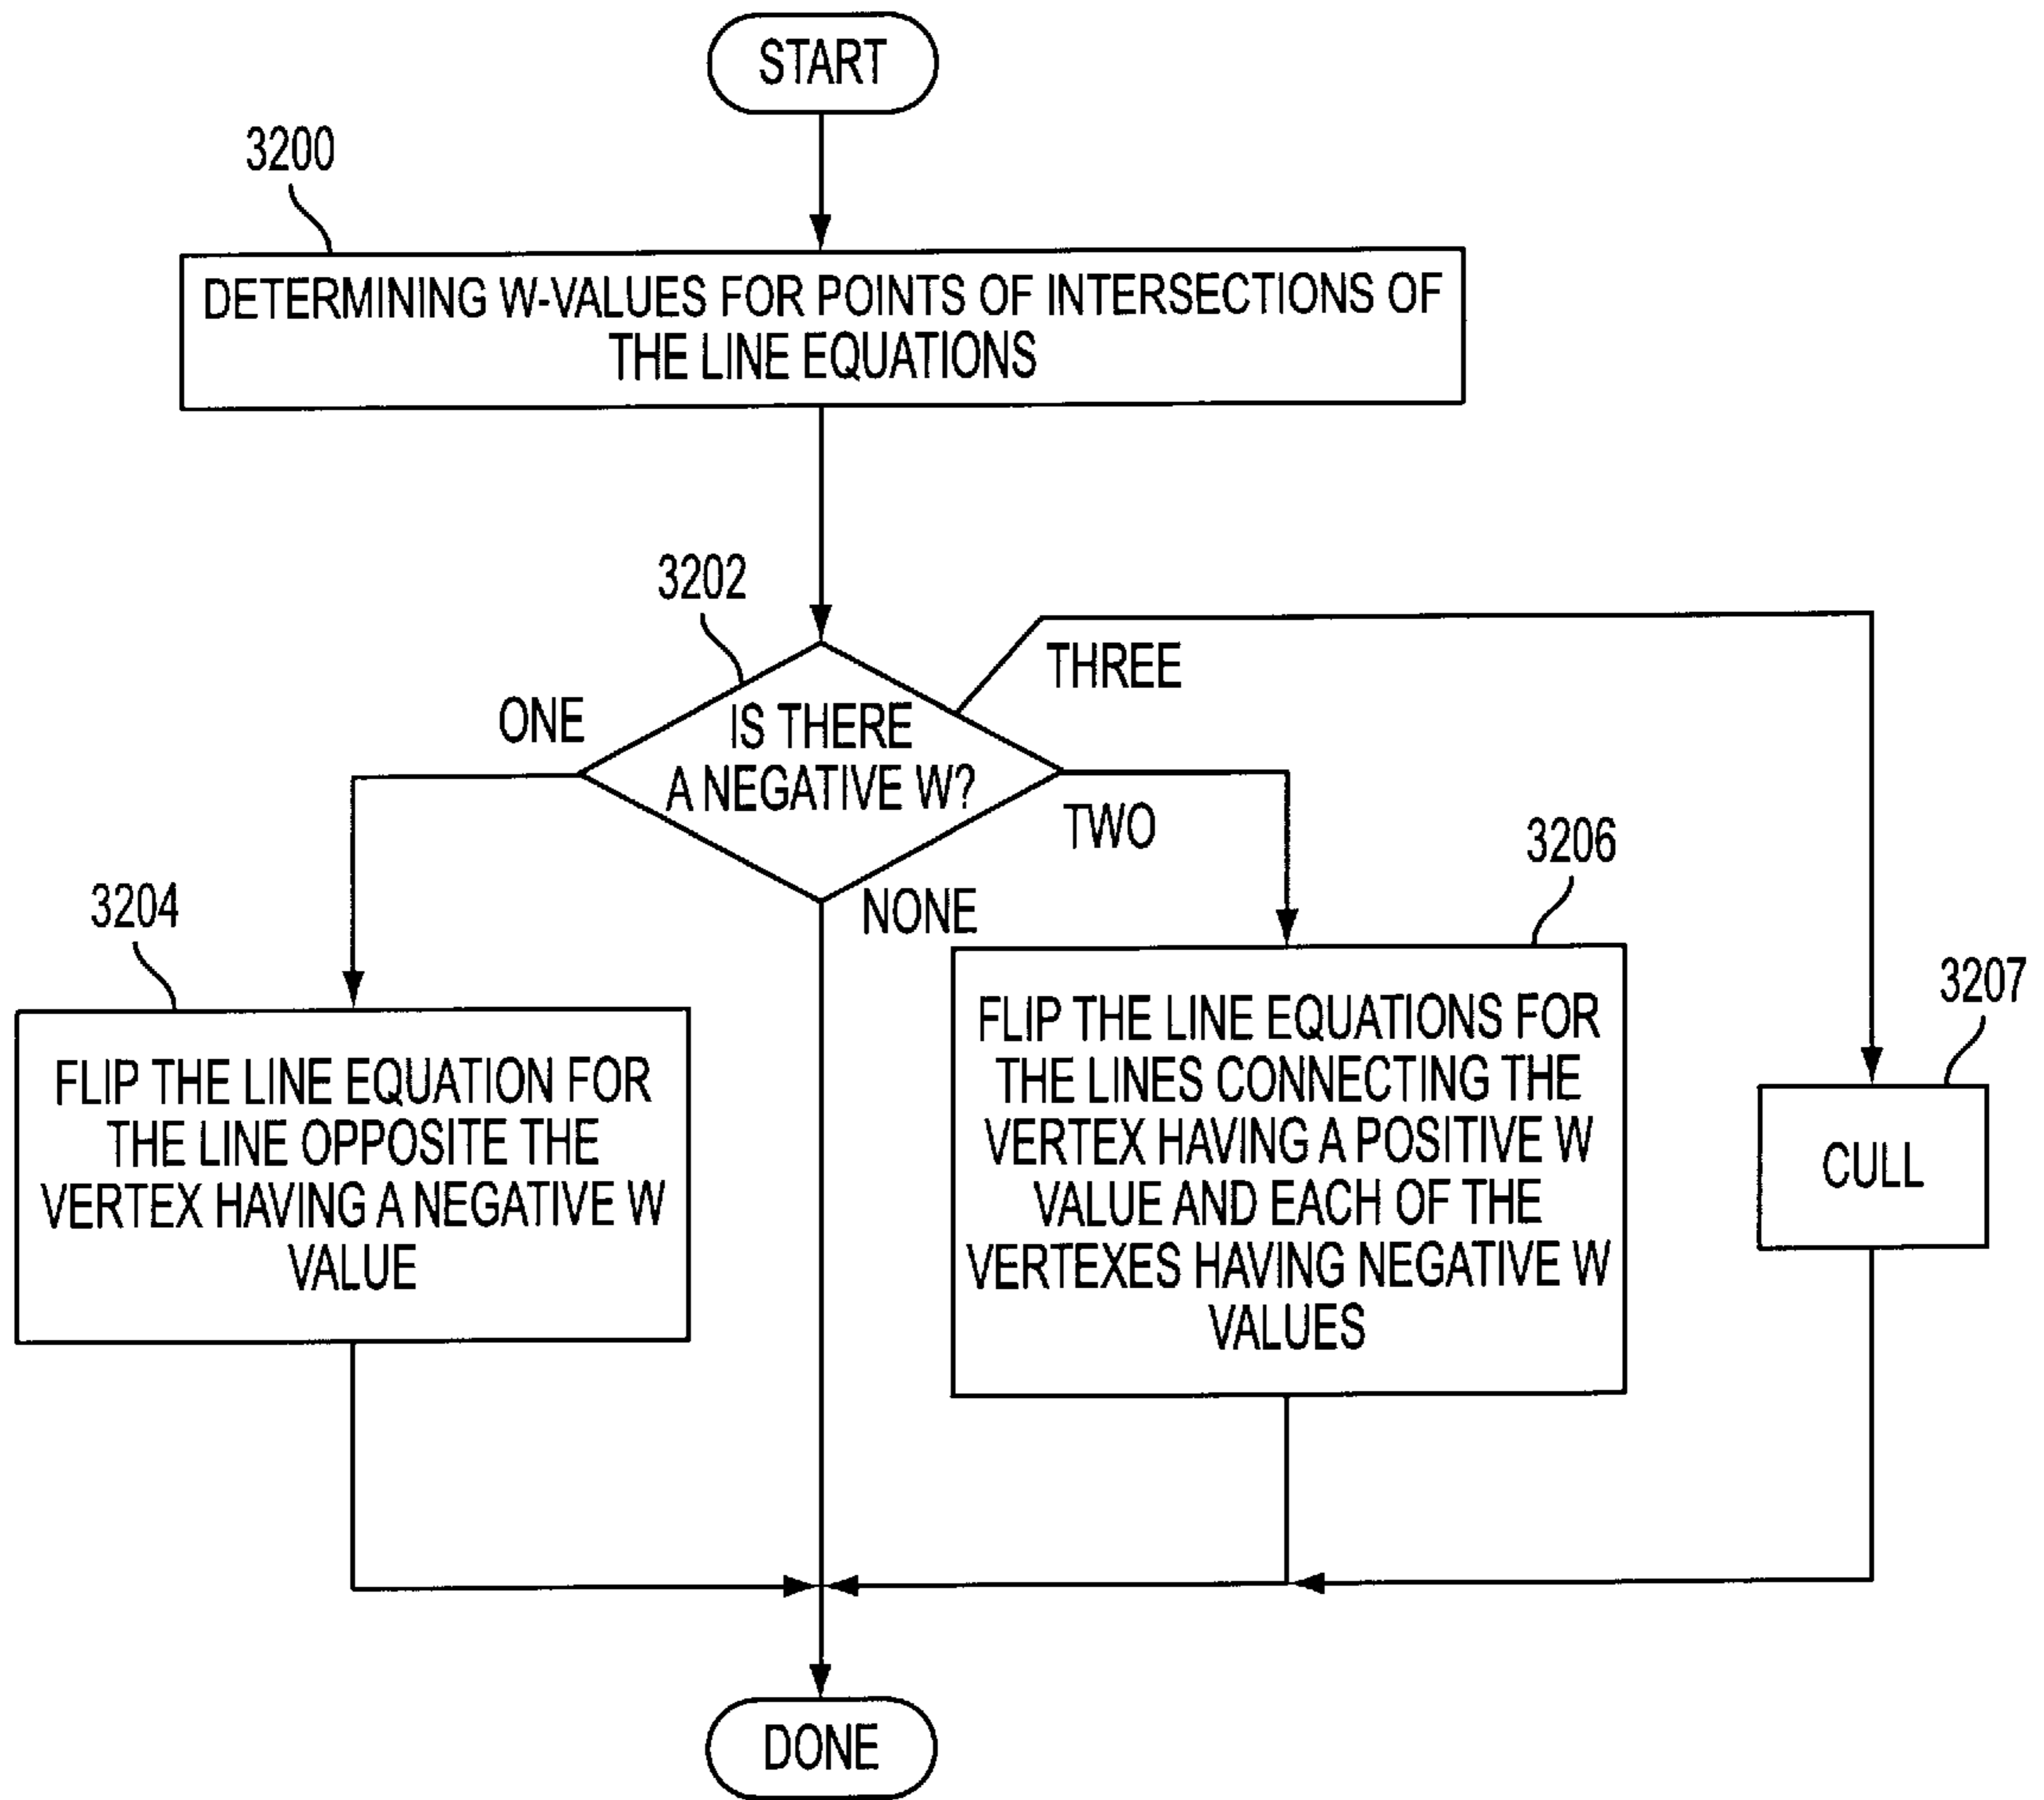 START
3200
DETERMINING W-VALUES FOR POINTS OF INTERSECTIONS OF
THE LINE EQUATIONS
3202
THREE
ONE
IS THERE
A NEGATIVE W?
TWO
NONE
3204
FLIP THE LINE EQUATION FOR
THE LINE OPPOSITE THE
VERTEX HAVING A NEGATIVE W
VALUE
3206
FLIP THE LINE EQUATIONS FOR
THE LINES CONNECTING THE
VERTEX HAVING A POSITIVE W
VALUE AND EACH OF THE
VERTEXES HAVING NEGATIVE W
VALUES
3207
CULL
DONE